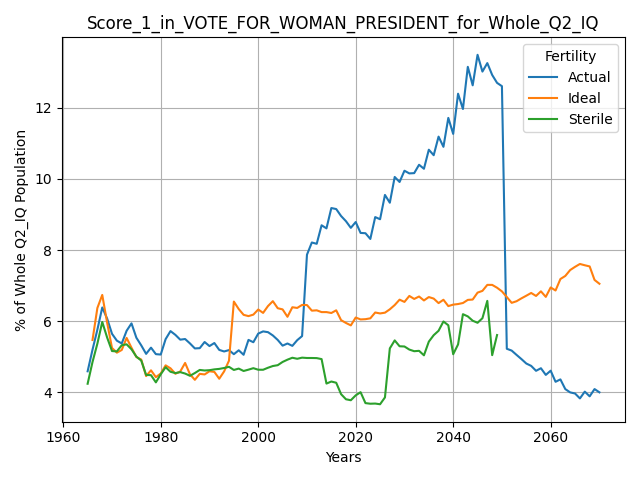 Score_1_in_VOTE_FOR_WOMAN_PRESIDENT_for_Whole_Q2_IQ
Fertility
Actual
Ideal
Sterile
% of Whole Q2_IQ Population
12
10
8
6
4
1960
1980
2000
2020
2040
2060
Years